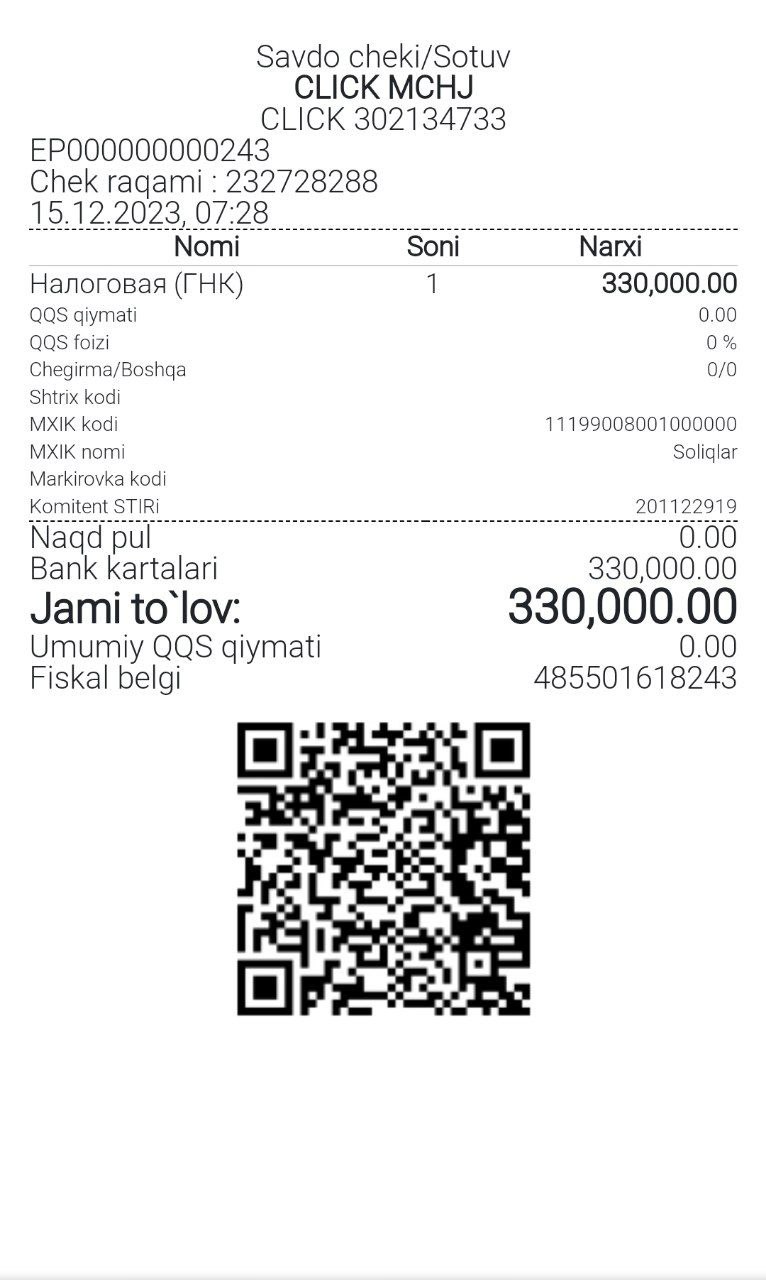 Savdo cheki/Sotuv
CLICK MCHJ
CLICK 302134733
EP000000000243
Chek raqami : 232728288
15.12.2023, 07:28
Nomi Soni Narxi
Налоговая (ГНК) 1 330,000.00
QQS qiymati 0.00
QQS foizi 0 %
Chegirma/Boshqa 0/0
Shtrix kodi
MXIK kodi 11199008001000000
MXIK nomi Soliqlar
Markirovka kodi
Komitent STIRi 201122919
Naqd pul 0.00
Bank kartalari 330,000.00
Jami to`lov: 330,000.00
Umumiy QQS qiymati 0.00
Fiskal belgi 485501618243